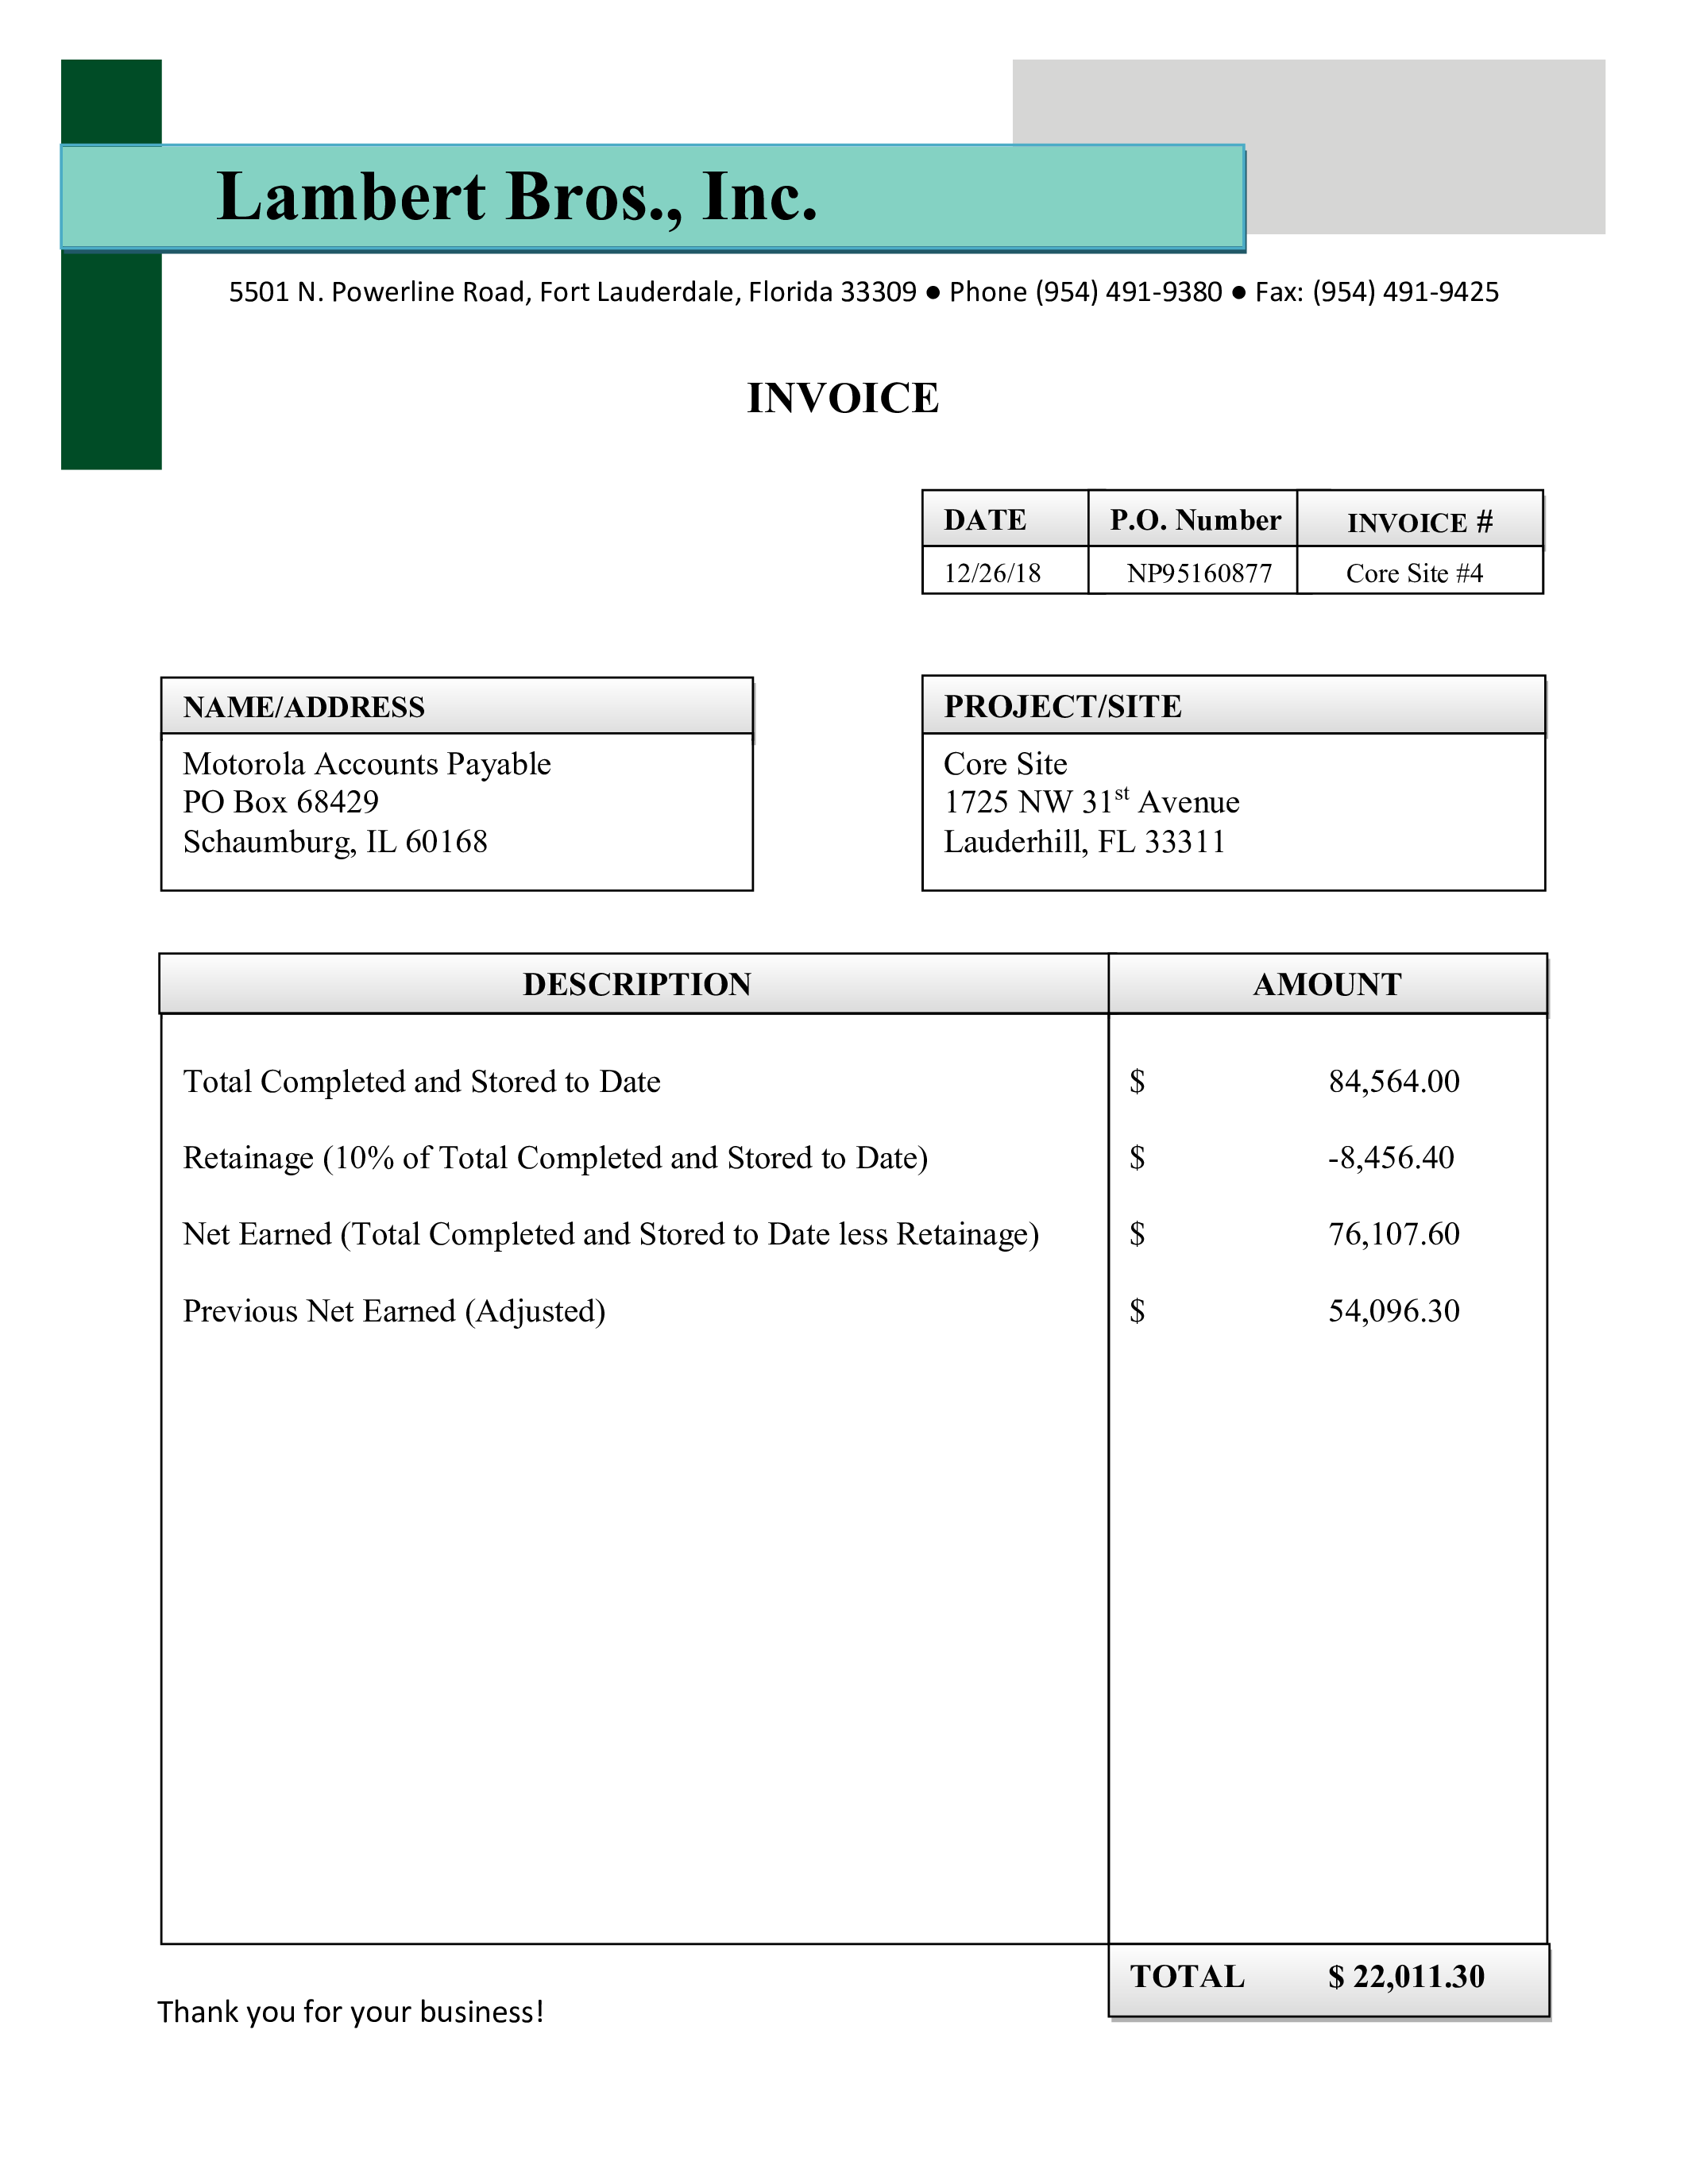 Lambert Bros., Inc.
5501 N. Powerline Road, Fort Lauderdale, Florida 33309 ● Phone (954) 491-9380 ● Fax: (954) 491-9425
INVOICE
DATE P.O. Number INVOICE #
12/26/18 NP95160877 Core Site #4
NAME/ADDRESS
Motorola Accounts Payable
PO Box 68429
Schaumburg, IL 60168
PROJECT/SITE
Core Site
1725 NW 31st Avenue
Lauderhill, FL 33311
DESCRIPTION AMOUNT
Total Completed and Stored to Date $ 84,564.00
Retainage (10% of Total Completed and Stored to Date) $ -8,456.40
Net Earned (Total Completed and Stored to Date less Retainage) $ 76,107.60
Previous Net Earned (Adjusted) $ 54,096.30
TOTAL $ 22,011.30
Thank you for your business!